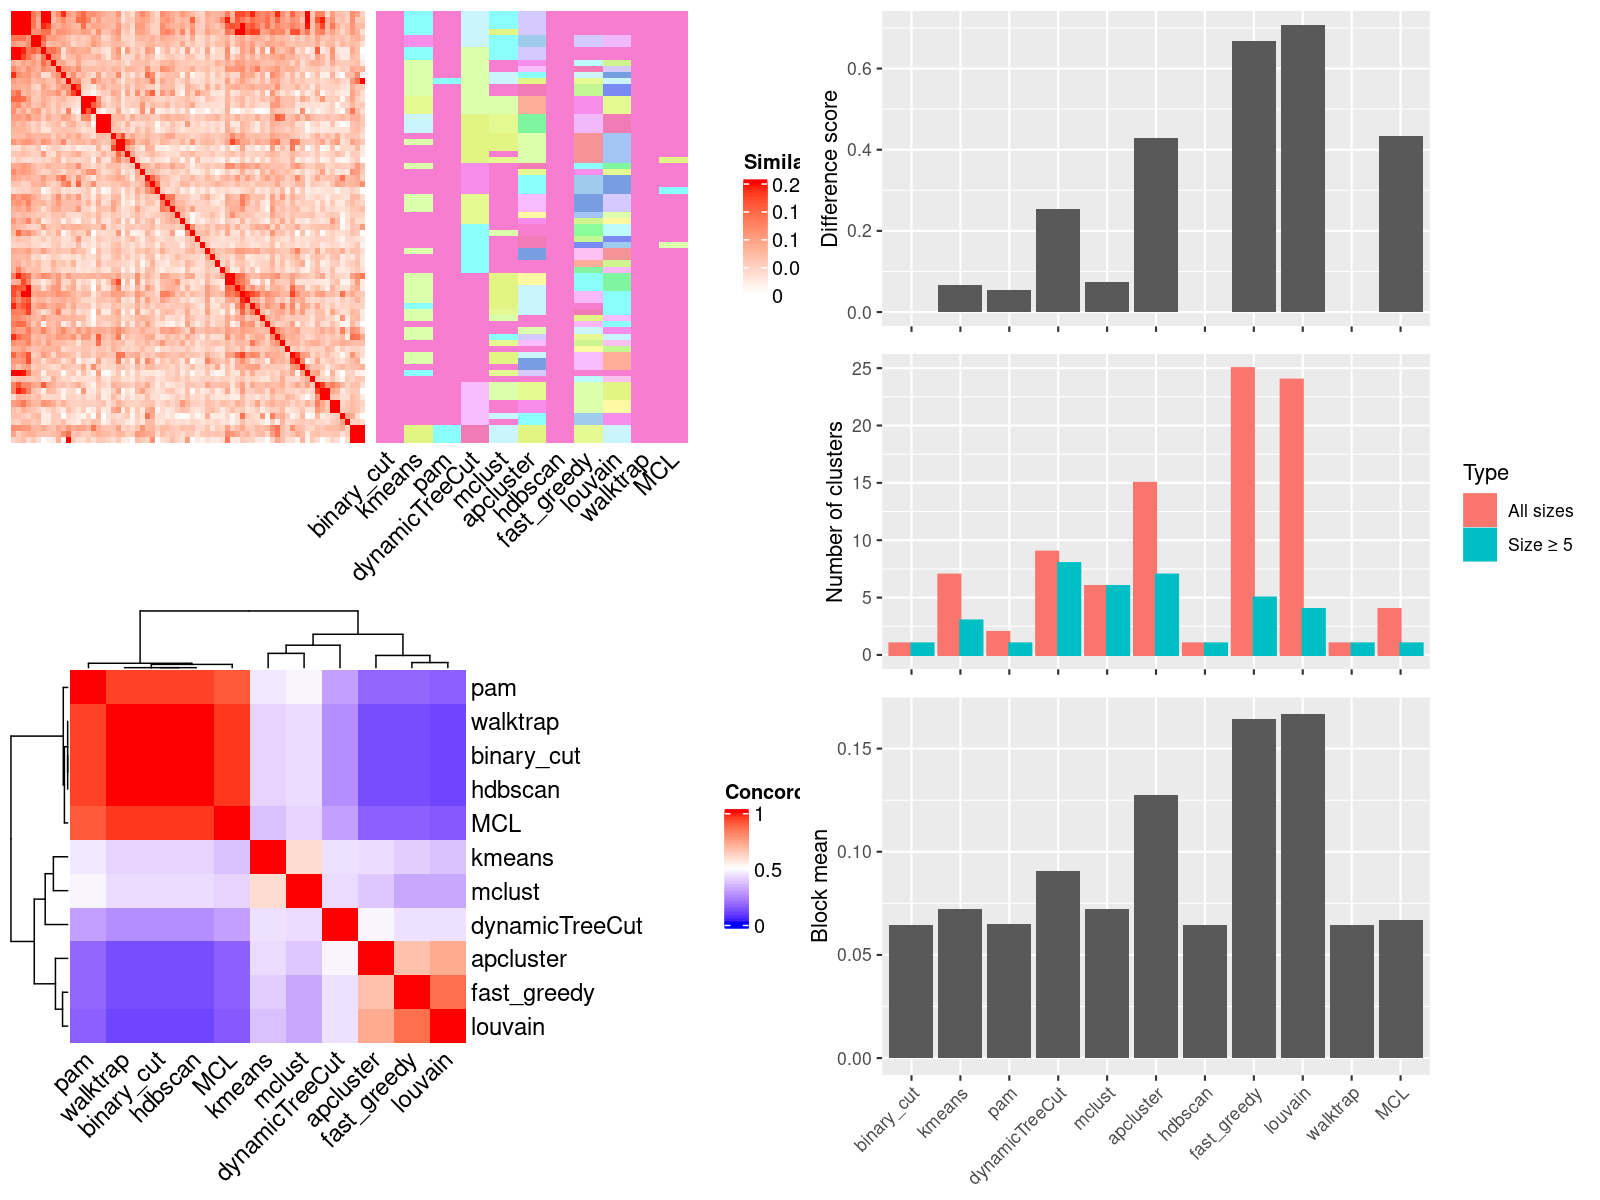 Simila
0.2
0.1
0.1
0.0
0
binary_cut
kmeans
pam
dynamicTreeCut
mclust
apcluster
hdbscan
fast_greedy
louvain
walktrap
MCL
pam
walktrap
binary_cut
hdbscan
MCL
kmeans
mclust
dynamicTreeCut
apcluster
fast_greedy
louvain
pam
walktrap
binary_cut
hdbscan
MCL
kmeans
mclust
dynamicTreeCut
apcluster
fast_greedy
louvain
Concord
1
0.5
0
Difference score
0.6
0.4
0.2
0.0
Number of clusters
25
20
15
10
5
0
Type
All sizes
Size ≥ 5
Block mean
0.15
0.10
0.05
0.00
binary_cut
kmeans
pam
dynamicTreeCut
mclust
apcluster
hdbscan
fast_greedy
louvain
walktrap
MCL